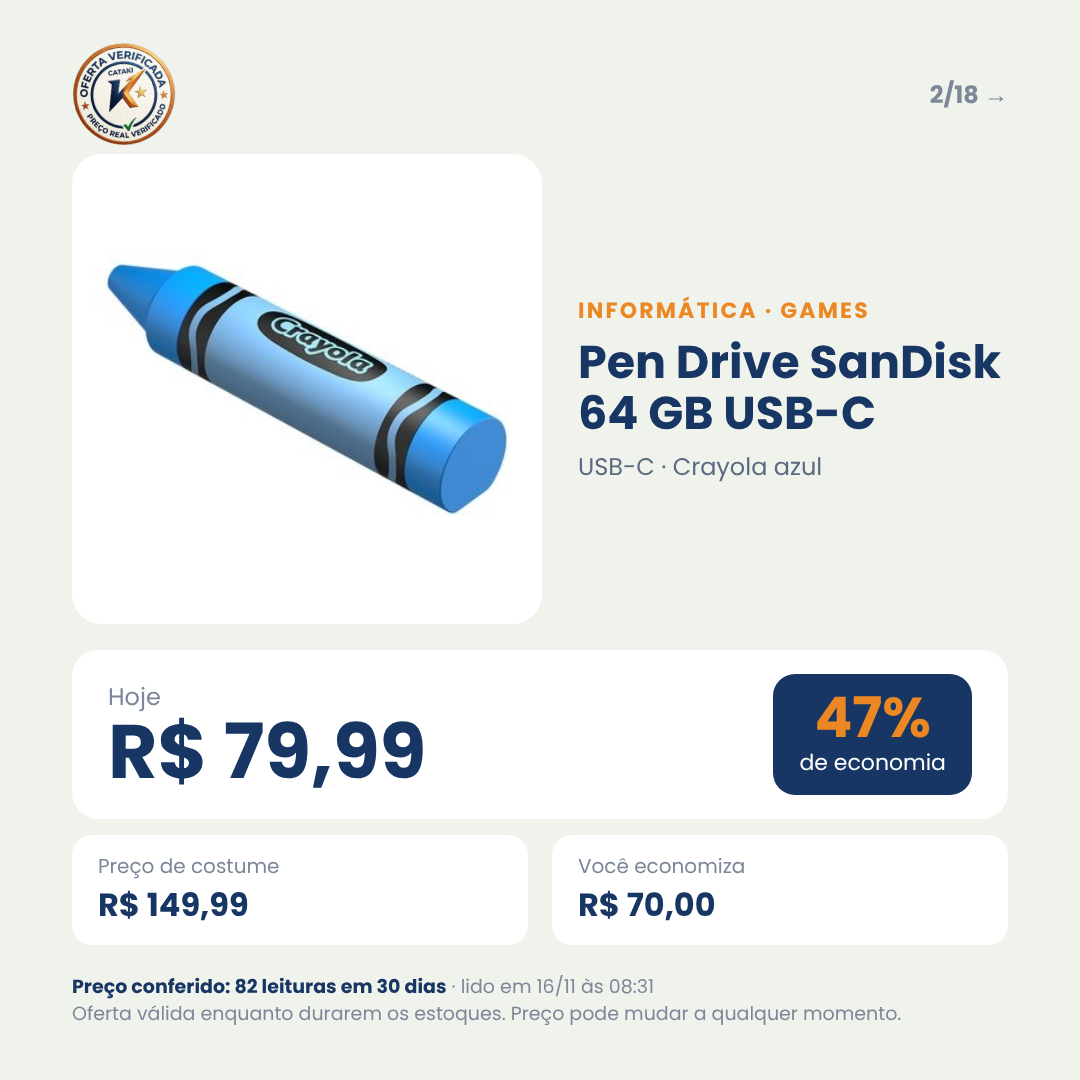 OFERTA VERIFICADA
CATAKI
K
PREÇO REAL VERIFICADO
2/18 →
Crayola
INFORMÁTICA · GAMES
Pen Drive SanDisk
64 GB USB-C
USB-C · Crayola azul
Hoje
R$ 79,99
47%
de economia
Preço de costume
R$ 149,99
Você economiza
R$ 70,00
Preço conferido: 82 leituras em 30 dias · lido em 16/11 às 08:31
Oferta válida enquanto durarem os estoques. Preço pode mudar a qualquer momento.